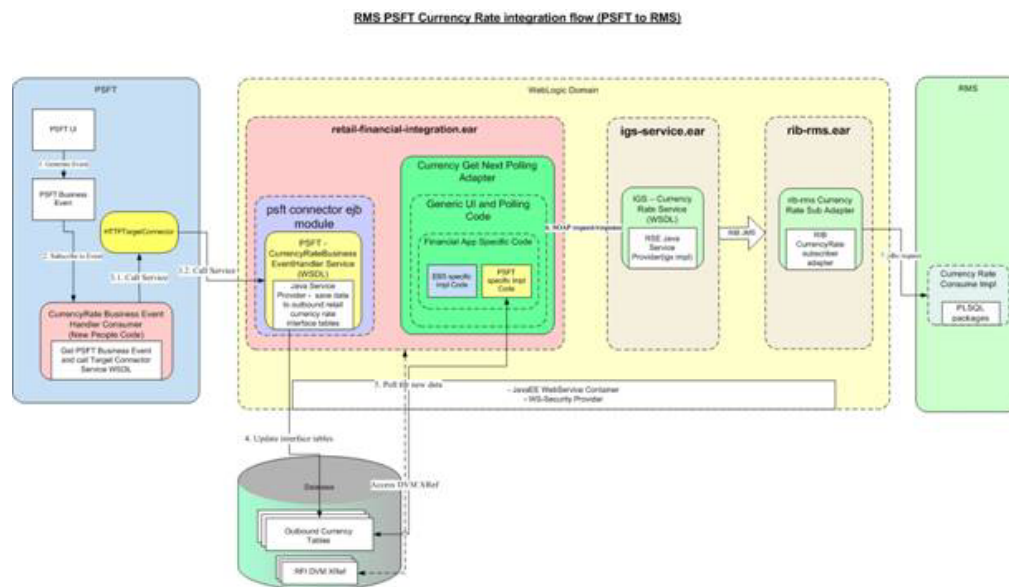 RMS PSFT Currency Rate integration flow (PSFT to RMS)
PSFT
PSFT UI
1. Generate Event
PSFT Business
Event
2. Subscribe to Event
HTTPTargetConnector
3.1. Call Service
3.2. Call Service
CurrencyRate Business Event
Handler Consumer
(New People Code)
Get PSFT Business Event
and call Target Connector
Service WSDL
WebLogic Domain
retail-financial-integration.ear
psft connector ejb
module
PSFT -
CurrencyRateBusiness
EventHandler Service
(WSDL)
Java Service
Provider - save data
to outbound retail
currency rate
interface tables
Currency Get Next Polling
Adapter
Generic UI and Polling
Code
Financial App Specific Code
EBS specific
Impl Code
PSFT
specific Impl
Code
6. SOAP request/response
igs-service.ear
IGS – Currency
Rate Service
(WSDL)
RSE Java Service
Provider(igs impl)
RIB JMS
rib-rms.ear
rib-rms Currency
Rate Sub Adapter
RIB
CurrencyRate
subscriber
adapter
RMS
Currency Rate
Consume Impl
PLSQL
packages
5. Poll for new data
- JavaEE WebService Container
- WS-Security Provider
4. Update interface tables
Database
Access DVM XRef
Outbound Currency
Tables
RFI DVM XRef